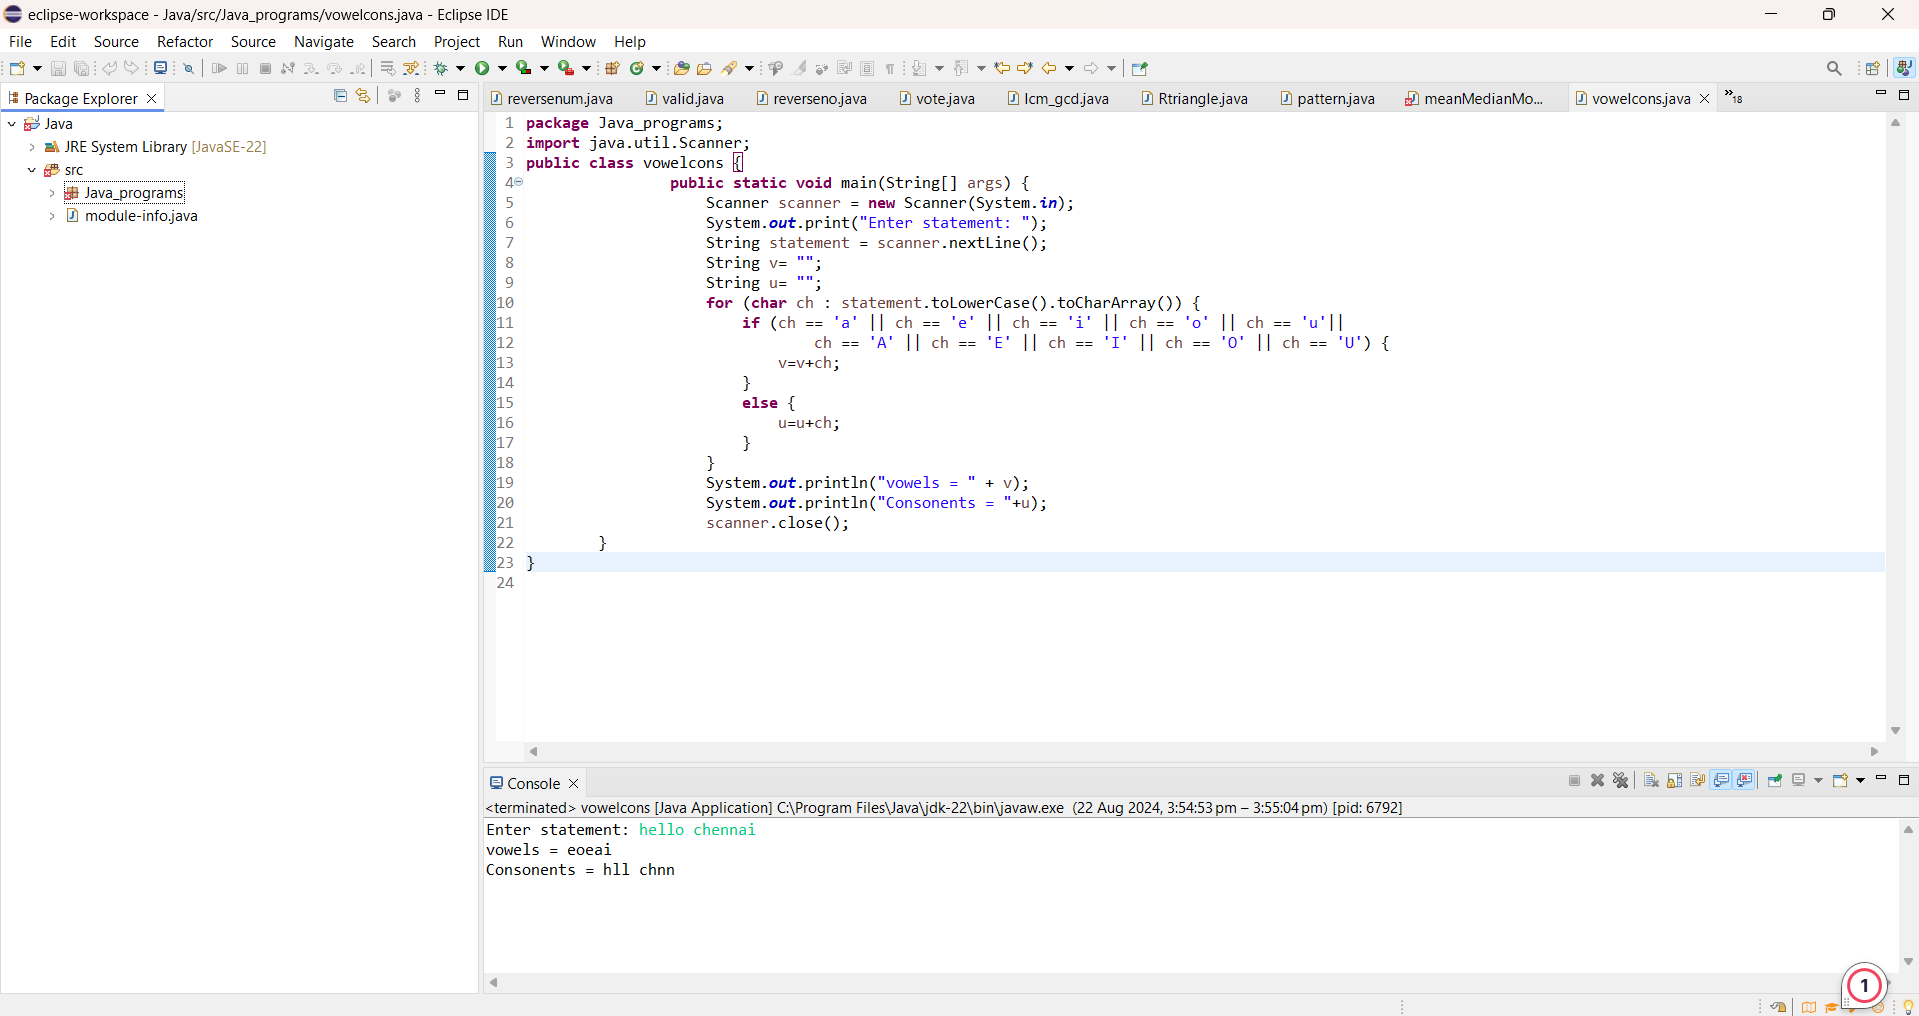 eclipse-workspace - Java/src/Java_programs/vowelcons.java - Eclipse IDE
File Edit Source Refactor Source Navigate Search Project Run Window Help
Package Explorer
Java
JRE System Library [JavaSE-22]
src
Java_programs
module-info.java
reversenum.java valid.java reverseno.java vote.java lcm_gcd.java Rtriangle.java pattern.java meanMedianMo... vowelcons.java »18
1 package Java_programs;
2 import java.util.Scanner;
3 public class vowelcons {
4 public static void main(String[] args) {
5 Scanner scanner = new Scanner(System.in);
6 System.out.print("Enter statement: ");
7 String statement = scanner.nextLine();
8 String v= "";
9 String u= "";
10 for (char ch : statement.toLowerCase().toCharArray()) {
11 if (ch == 'a' || ch == 'e' || ch == 'i' || ch == 'o' || ch == 'u'||
12 ch == 'A' || ch == 'E' || ch == 'I' || ch == 'O' || ch == 'U') {
13 v=v+ch;
14 }
15 else {
16 u=u+ch;
17 }
18 }
19 System.out.println("vowels = " + v);
20 System.out.println("Consonents = "+u);
21 scanner.close();
22 }
23 }
24
Console
<terminated> vowelcons [Java Application] C:\Program Files\Java\jdk-22\bin\javaw.exe (22 Aug 2024, 3:54:53 pm – 3:55:04 pm) [pid: 6792]
Enter statement: hello chennai
vowels = eoeai
Consonents = hll chnn
1